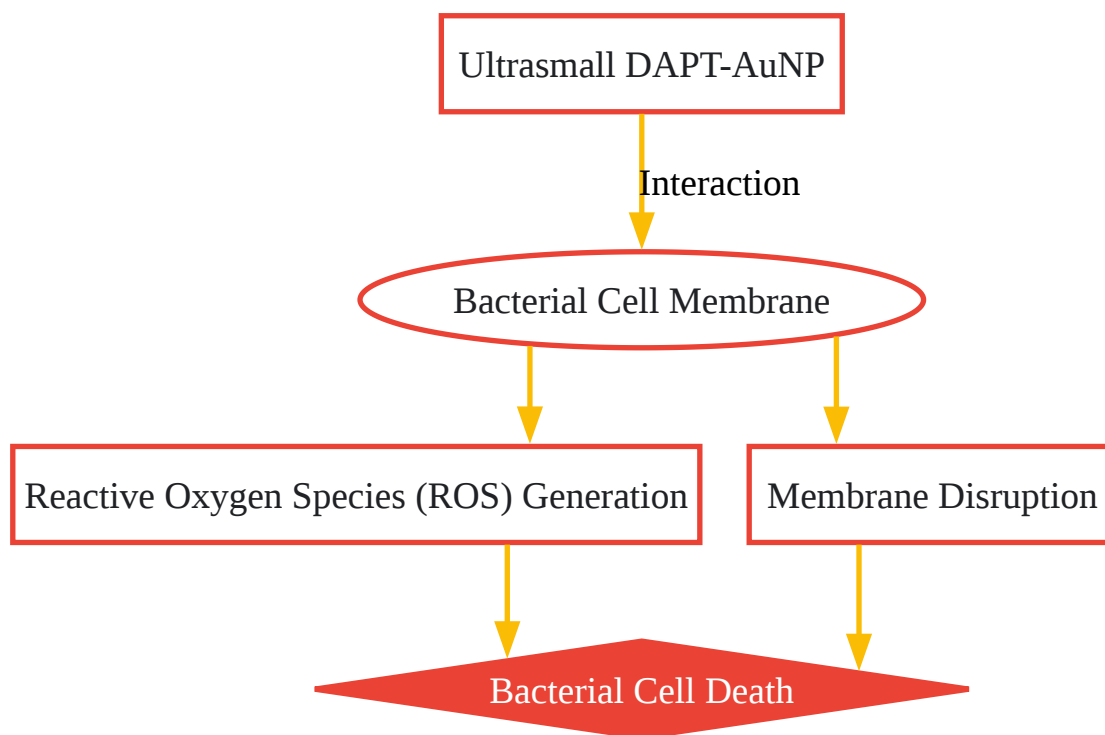 Ultrasmall DAPT-AuNP
Interaction
Bacterial Cell Membrane
Reactive Oxygen Species (ROS) Generation
Membrane Disruption
Bacterial Cell Death